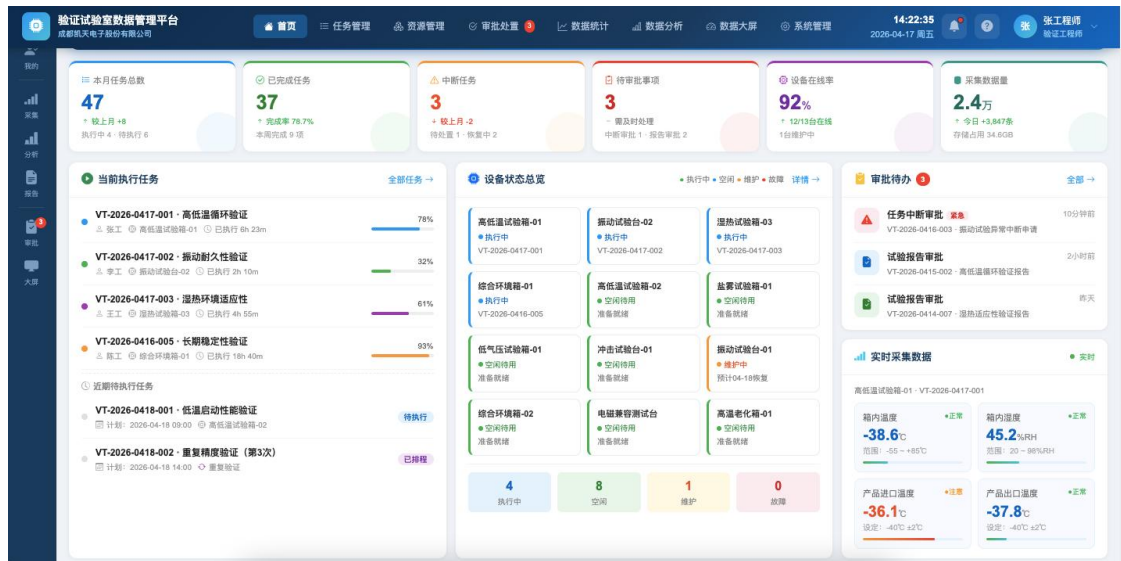 验证试验室数据管理平台
成都凯天电子股份有限公司
首页 任务管理 资源管理 审批处置 3 数据统计 数据分析 数据大屏 系统管理
14:22:35
2026-04-17 周五
张 张工程师
验证工程师
我的
采集
分析
报告
3
审批
大屏
本月任务总数
47
↑ 较上月 +8
执行中 4 · 待执行 6
已完成任务
37
↑ 完成率 78.7%
本周完成 9 项
中断任务
3
↓ 较上月 -2
待处置 1 · 恢复中 2
待审批事项
3
- 需及时处理
中断审批 1 · 报告审批 2
设备在线率
92%
↑ 12/13台在线
1台维护中
采集数据量
2.4万
↑ 今日 +3,847条
存储占用 34.6GB
当前执行任务 全部任务 →
VT-2026-0417-001 · 高低温循环验证 78%
张工 高低温试验箱-01 已执行 6h 23m
VT-2026-0417-002 · 振动耐久性验证 32%
李工 振动试验台-02 已执行 2h 10m
VT-2026-0417-003 · 湿热环境适应性 61%
王工 湿热试验箱-03 已执行 4h 55m
VT-2026-0416-005 · 长期稳定性验证 93%
陈工 综合环境箱-01 已执行 18h 40m
近期待执行任务
VT-2026-0418-001 · 低温启动性能验证 待执行
计划: 2026-04-18 09:00 高低温试验箱-02
VT-2026-0418-002 · 重复精度验证（第3次） 已排程
计划: 2026-04-18 14:00 重复验证
设备状态总览 执行中 空闲 维护 故障 详情 →
高低温试验箱-01
执行中
VT-2026-0417-001
振动试验台-02
执行中
VT-2026-0417-002
湿热试验箱-03
执行中
VT-2026-0417-003
综合环境箱-01
执行中
VT-2026-0416-005
高低温试验箱-02
空闲待用
准备就绪
盐雾试验箱-01
空闲待用
准备就绪
低气压试验箱-01
空闲待用
准备就绪
冲击试验台-01
空闲待用
准备就绪
振动试验台-01
维护中
预计04-18恢复
综合环境箱-02
空闲待用
准备就绪
电磁兼容测试台
空闲待用
准备就绪
高温老化箱-01
空闲待用
准备就绪
4
执行中
8
空闲
1
维护
0
故障
审批待办 3 全部 →
任务中断审批 紧急 10分钟前
VT-2026-0416-003 · 振动试验异常中断申请
试验报告审批 2小时前
VT-2026-0415-002 · 高低温循环验证报告
试验报告审批 昨天
VT-2026-0414-007 · 湿热适应性验证报告
实时采集数据 实时
高低温试验箱-01 · VT-2026-0417-001
箱内温度 正常
-38.6℃
范围: -55 ~ +85℃
箱内湿度 正常
45.2%RH
范围: 20 ~ 98%RH
产品进口温度 注意
-36.1℃
设定: -40℃ ±2℃
产品出口温度 正常
-37.8℃
设定: -40℃ ±2℃